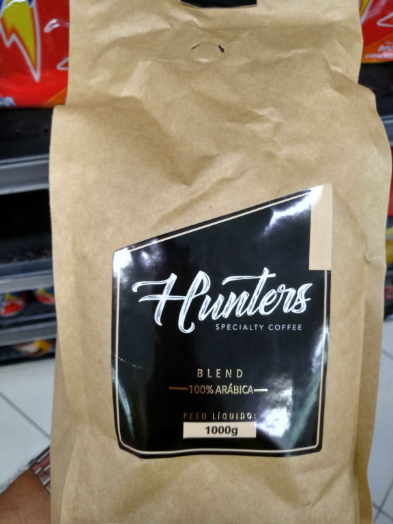 Hunters
SPECIALTY COFFEE
BLEND
100% ARÁBICA
PESO LÍQUIDO:
1000g